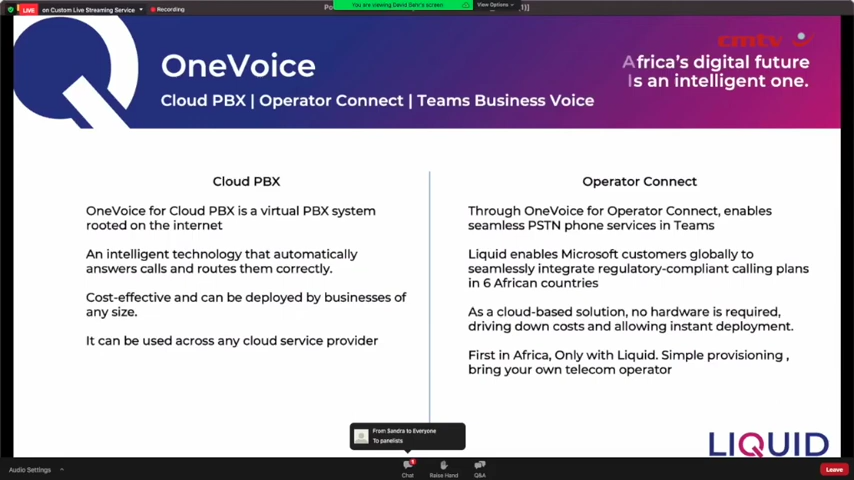 LIVE on Custom Live Streaming Service Recording
You are viewing David Behr's screen
View Options
cmtv
OneVoice
Cloud PBX | Operator Connect | Teams Business Voice
Africa's digital future
Is an intelligent one.
Cloud PBX
OneVoice for Cloud PBX is a virtual PBX system
rooted on the internet
An intelligent technology that automatically
answers calls and routes them correctly.
Cost-effective and can be deployed by businesses of
any size.
It can be used across any cloud service provider
Operator Connect
Through OneVoice for Operator Connect, enables
seamless PSTN phone services in Teams
Liquid enables Microsoft customers globally to
seamlessly integrate regulatory-compliant calling plans
in 6 African countries
As a cloud-based solution, no hardware is required,
driving down costs and allowing instant deployment.
First in Africa, Only with Liquid. Simple provisioning ,
bring your own telecom operator
From Sandra to Everyone
To panelists
LIQUID
Audio Settings
Chat
Raise Hand
Q&A
Leave